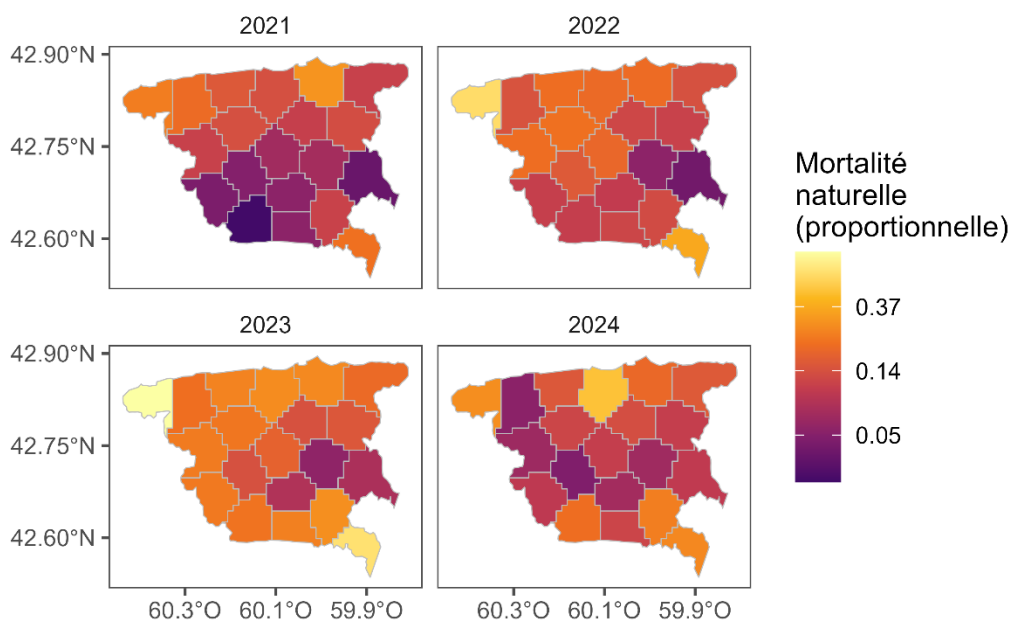 2021
2022
42.90°N
42.75°N
42.60°N
2023
2024
42.90°N
42.75°N
42.60°N
60.3°O
60.1°O
59.9°O
60.3°O
60.1°O
59.9°O
Mortalité
naturelle
(proportionnelle)
0.37
0.14
0.05